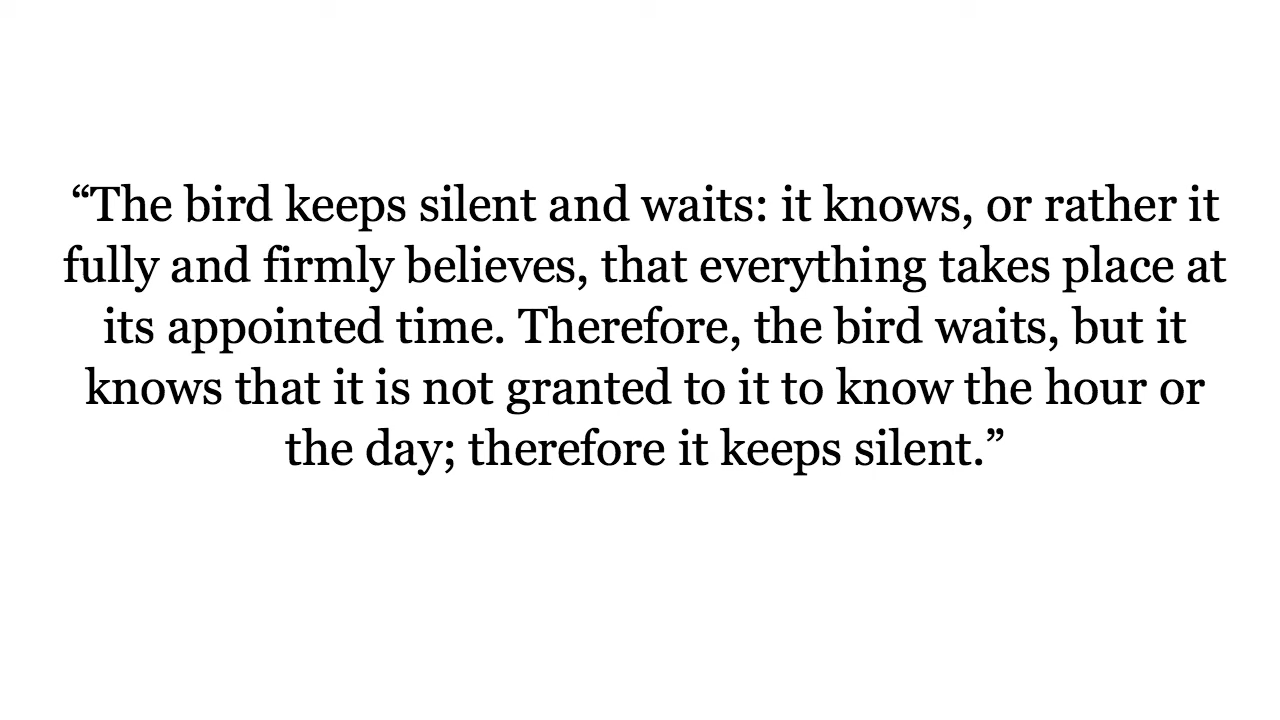 “The bird keeps silent and waits: it knows, or rather it
fully and firmly believes, that everything takes place at
its appointed time. Therefore, the bird waits, but it
knows that it is not granted to it to know the hour or
the day; therefore it keeps silent.”